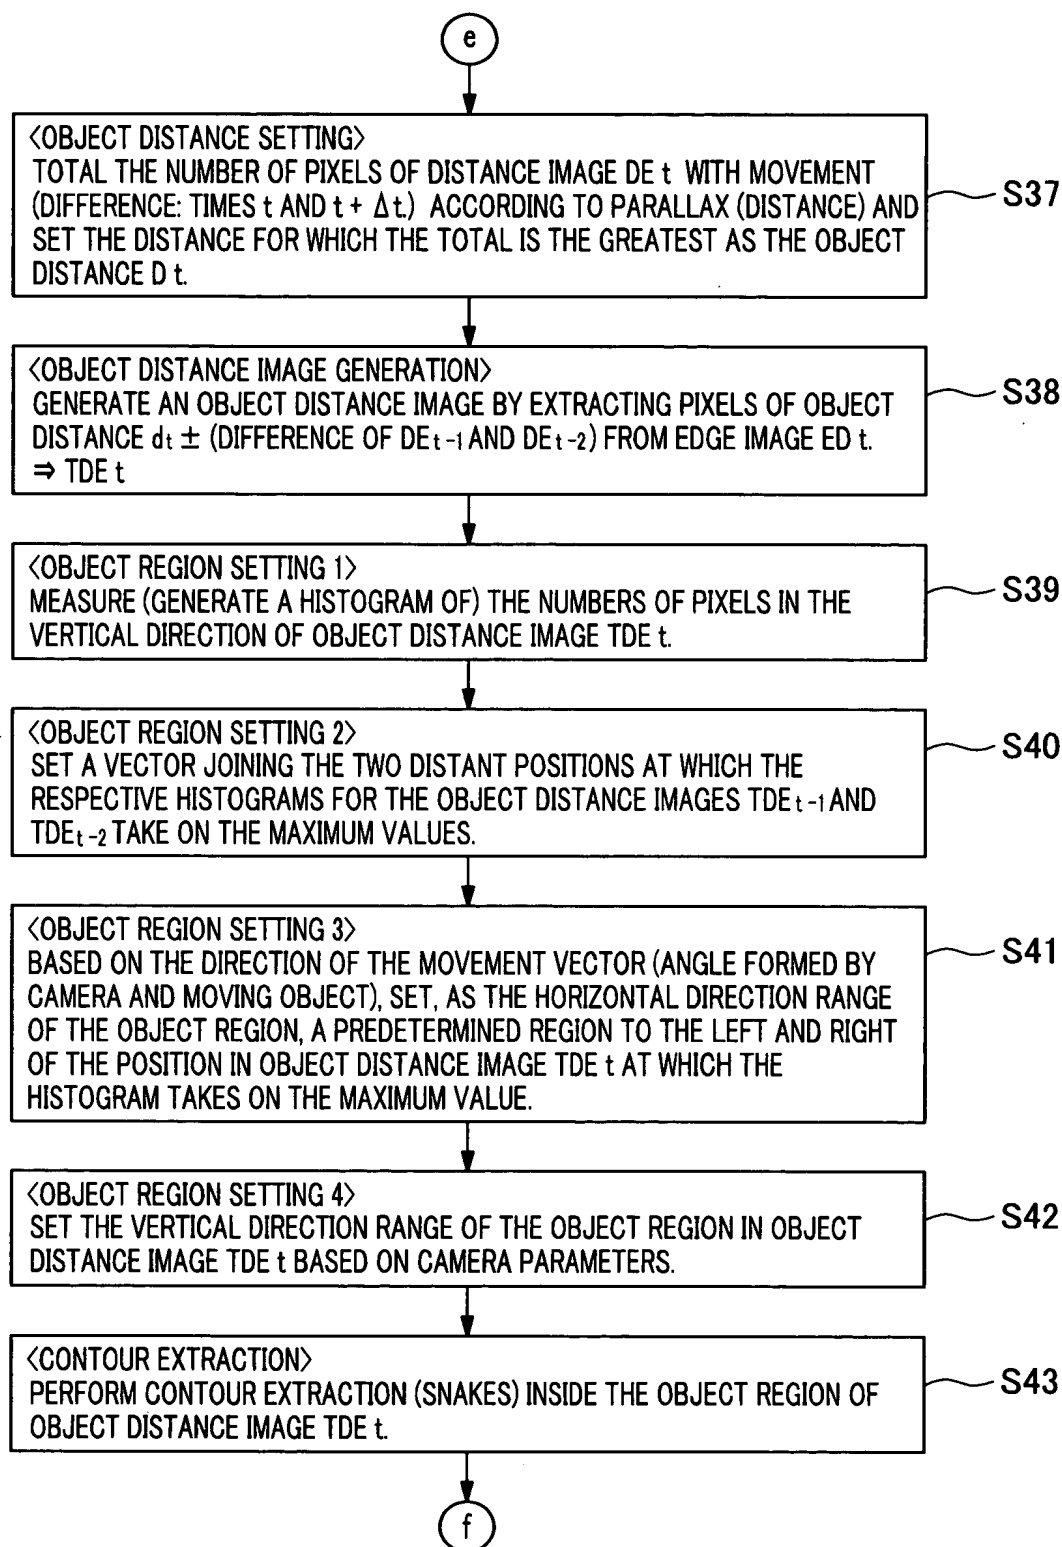 e
〈OBJECT DISTANCE SETTING〉
TOTAL THE NUMBER OF PIXELS OF DISTANCE IMAGE DE t WITH MOVEMENT
(DIFFERENCE: TIMES t AND t + Δt.) ACCORDING TO PARALLAX (DISTANCE) AND
SET THE DISTANCE FOR WHICH THE TOTAL IS THE GREATEST AS THE OBJECT
DISTANCE D t.
S37
〈OBJECT DISTANCE IMAGE GENERATION〉
GENERATE AN OBJECT DISTANCE IMAGE BY EXTRACTING PIXELS OF OBJECT
DISTANCE dt ± (DIFFERENCE OF DEt-1 AND DEt-2) FROM EDGE IMAGE ED t.
⇒ TDE t
S38
〈OBJECT REGION SETTING 1〉
MEASURE (GENERATE A HISTOGRAM OF) THE NUMBERS OF PIXELS IN THE
VERTICAL DIRECTION OF OBJECT DISTANCE IMAGE TDE t.
S39
〈OBJECT REGION SETTING 2〉
SET A VECTOR JOINING THE TWO DISTANT POSITIONS AT WHICH THE
RESPECTIVE HISTOGRAMS FOR THE OBJECT DISTANCE IMAGES TDEt-1 AND
TDEt-2 TAKE ON THE MAXIMUM VALUES.
S40
〈OBJECT REGION SETTING 3〉
BASED ON THE DIRECTION OF THE MOVEMENT VECTOR (ANGLE FORMED BY
CAMERA AND MOVING OBJECT), SET, AS THE HORIZONTAL DIRECTION RANGE
OF THE OBJECT REGION, A PREDETERMINED REGION TO THE LEFT AND RIGHT
OF THE POSITION IN OBJECT DISTANCE IMAGE TDE t AT WHICH THE
HISTOGRAM TAKES ON THE MAXIMUM VALUE.
S41
〈OBJECT REGION SETTING 4〉
SET THE VERTICAL DIRECTION RANGE OF THE OBJECT REGION IN OBJECT
DISTANCE IMAGE TDE t BASED ON CAMERA PARAMETERS.
S42
〈CONTOUR EXTRACTION〉
PERFORM CONTOUR EXTRACTION (SNAKES) INSIDE THE OBJECT REGION OF
OBJECT DISTANCE IMAGE TDE t.
S43
f